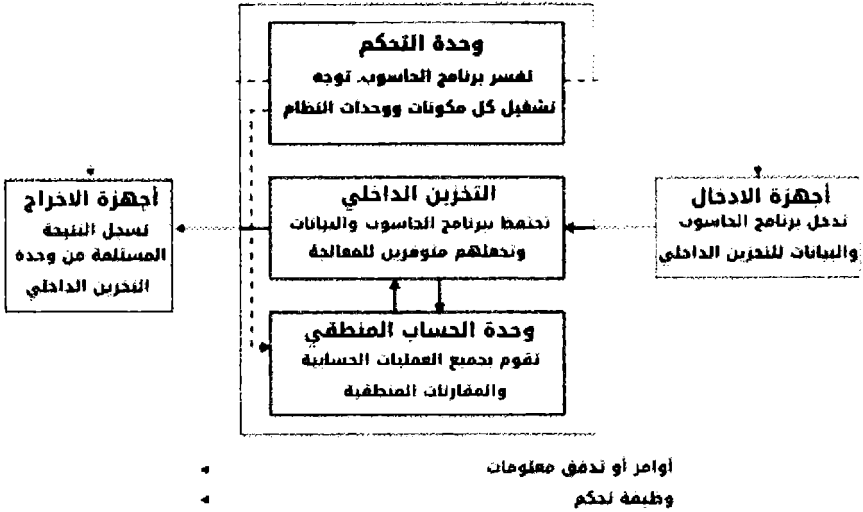 وحدة التحكم
تفسر برنامج الحاسوب. توجه
تشغيل كل مكونات ووحدات النظام
أجهزة الادخال
تدخل برنامج الحاسوب
والبيانات للتخزين الداخلي
التخزين الداخلي
تحتفظ ببرنامج الحاسوب والبيانات
وتجعلهم متوفرين للمعالجة
أجهزة الاخراج
تسجل النتيجة
المستلمة من وحدة
التخزين الداخلي
وحدة الحساب المنطقي
تقوم بجميع العمليات الحسابية
والمقارنات المنطقية
أوامر أو تدفق معلومات
وظيفة تحكم